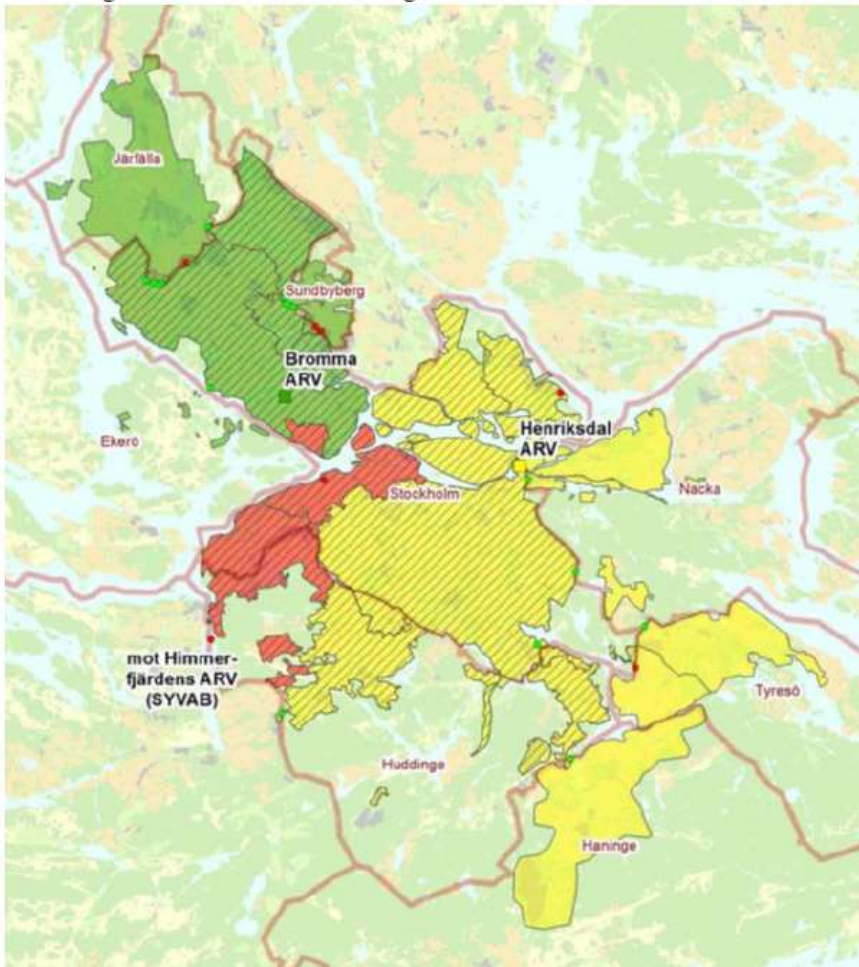 Järfälla
Sundbyberg
Bromma
ARV
Ekerö
Henriksdal
ARV
Stockholm
Nacka
mot Himmer-
fjärdens ARV
(SYVAB)
Tyresö
Huddinge
Haninge